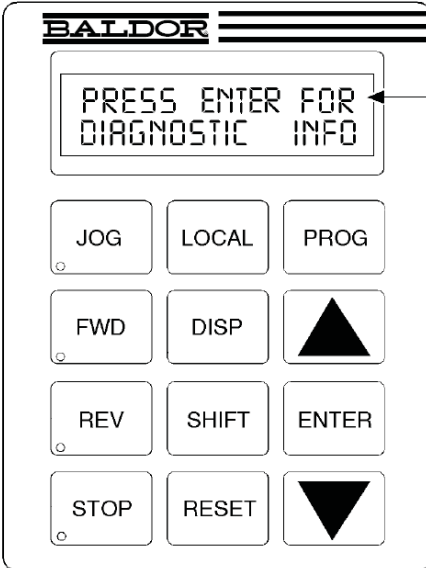 BALDOR
PRESS ENTER FOR
DIAGNOSTIC INFO
JOG LOCAL PROG
FWD DISP
REV SHIFT ENTER
STOP RESET